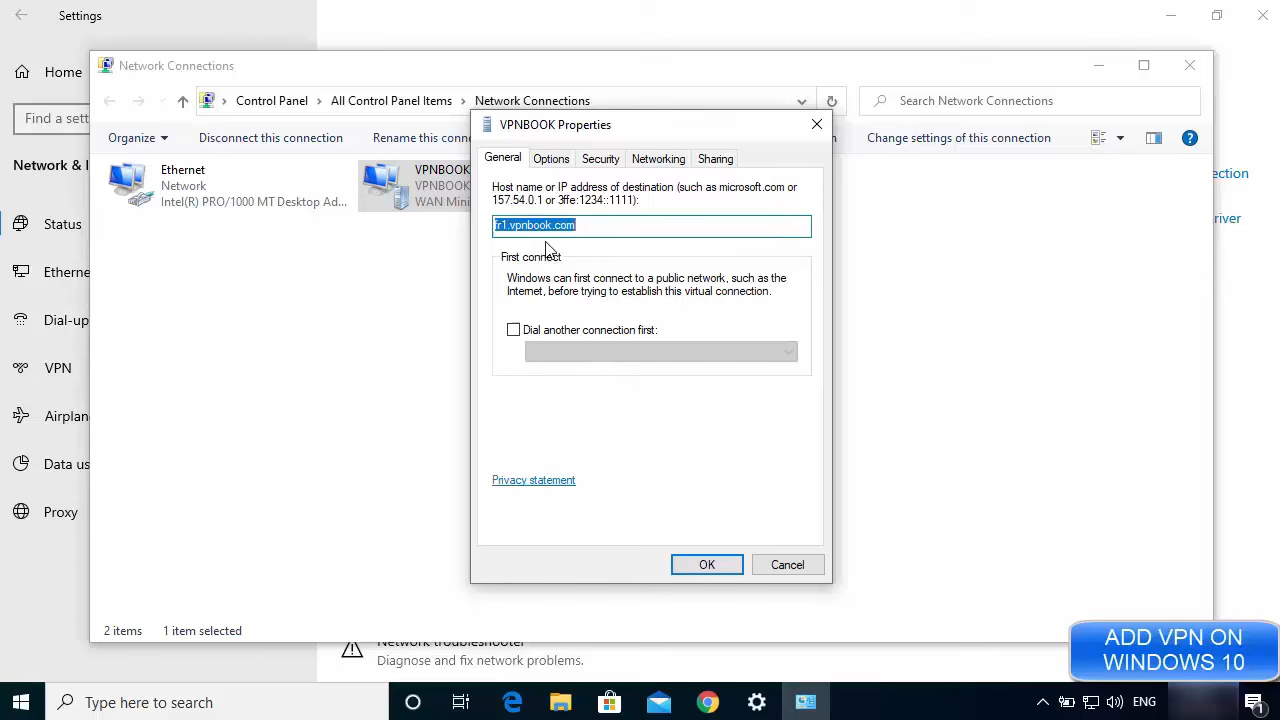 Settings
Home
Find a sett
Network & I
Status
Etherne
Dial-up
VPN
Airplan
Data us
Proxy
Network Connections
Control Panel
All Control Panel Items
Network Connections
Search Network Connections
Organize
Disconnect this connection
Rename this conn
Change settings of this connection
Ethernet
Network
Intel(R) PRO/1000 MT Desktop Ad...
VPNBOOK
VPNBOOK
WAN Mini
VPNBOOK Properties
General
Options
Security
Networking
Sharing
Host name or IP address of destination (such as microsoft.com or
157.54.0.1 or 3ffe:1234::1111):
fr1.vpnbook.com
First connect
Windows can first connect to a public network, such as the
Internet, before trying to establish this virtual connection.
Dial another connection first:
Privacy statement
OK
Cancel
ection
river
2 items
1 item selected
Network troubleshooter
Diagnose and fix network problems.
ADD VPN ON
WINDOWS 10
Type here to search
ENG
1